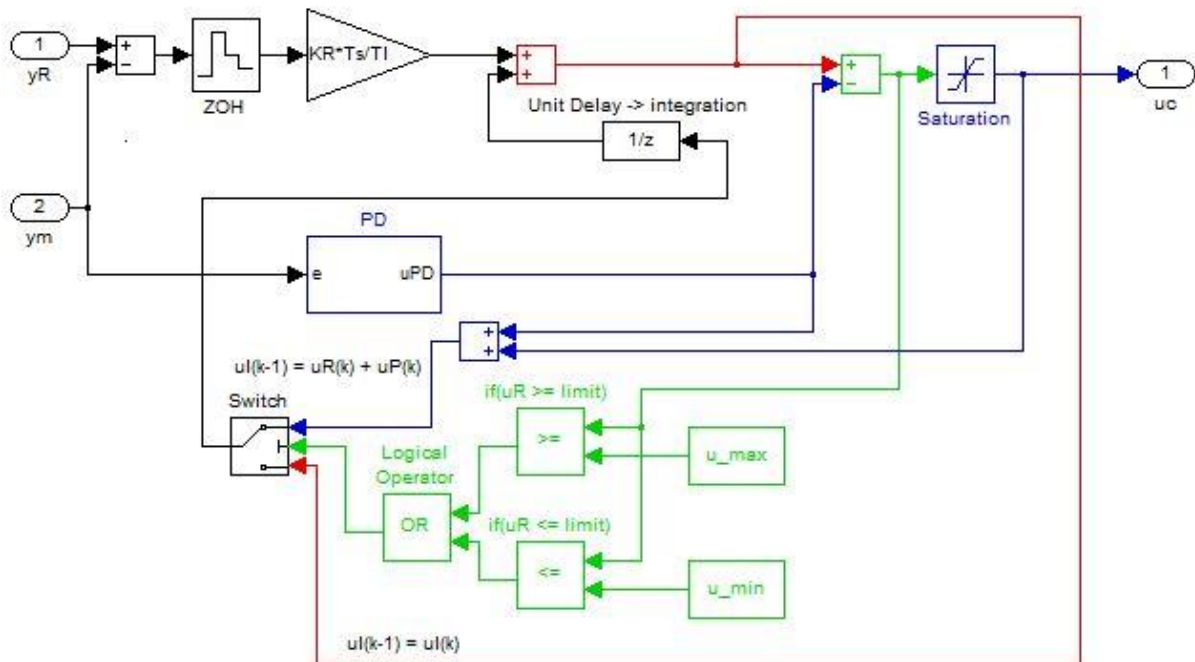 1
yR
+
-
ZOH
KR*Ts/TI
+
+
Unit Delay -> integration
1/z
+
-
Saturation
1
uc
2
ym
PD
e
uPD
+
+
uI(k-1) = uR(k) + uP(k)
Switch
if(uR >= limit)
>=
u_max
Logical
Operator
OR
if(uR <= limit)
<=
u_min
uI(k-1) = uI(k)